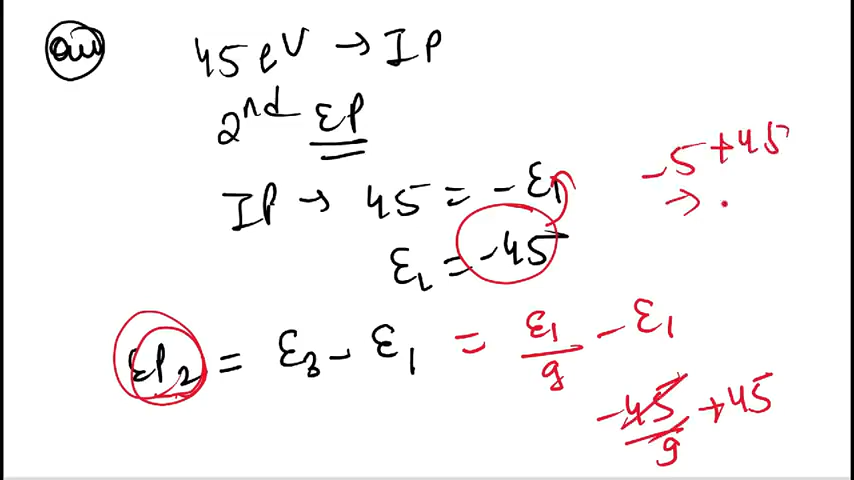 Que
45 eV → IP
2nd EP
IP → 45 = -E1
E1 = -45
-5 + 45
→ .
EP2 = E3 - E1 = E1/9 - E1
-45/9 + 45